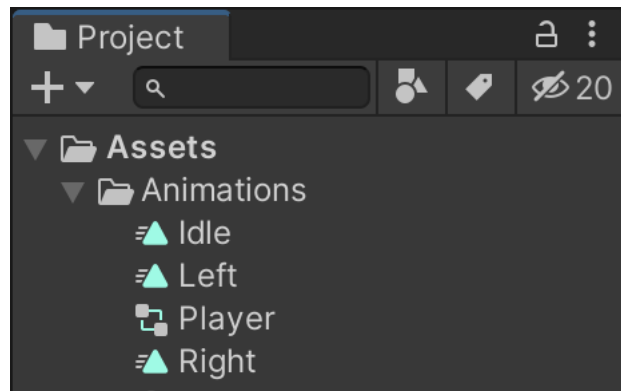 Project
20
Assets
Animations
Idle
Left
Player
Right